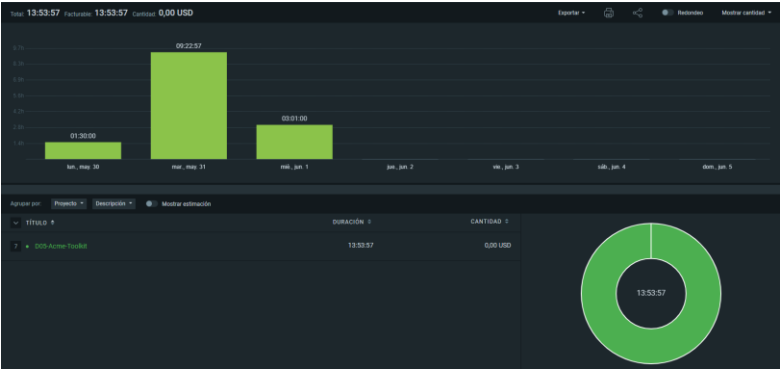 Total: 13:53:57 Facturable: 13:53:57 Cantidad: 0,00 USD Exportar Redondeo Mostrar cantidad
09:22:57
03:01:00
01:30:00
lun., may. 30 mar., may. 31 mié., jun. 1 jue., jun. 2 vie., jun. 3 sáb., jun. 4 dom., jun. 5
Agrupar por: Proyecto Descripción Mostrar estimación
TÍTULO DURACIÓN CANTIDAD
7 D05-Acme-Toolkit 13:53:57 0,00 USD
13:53:57